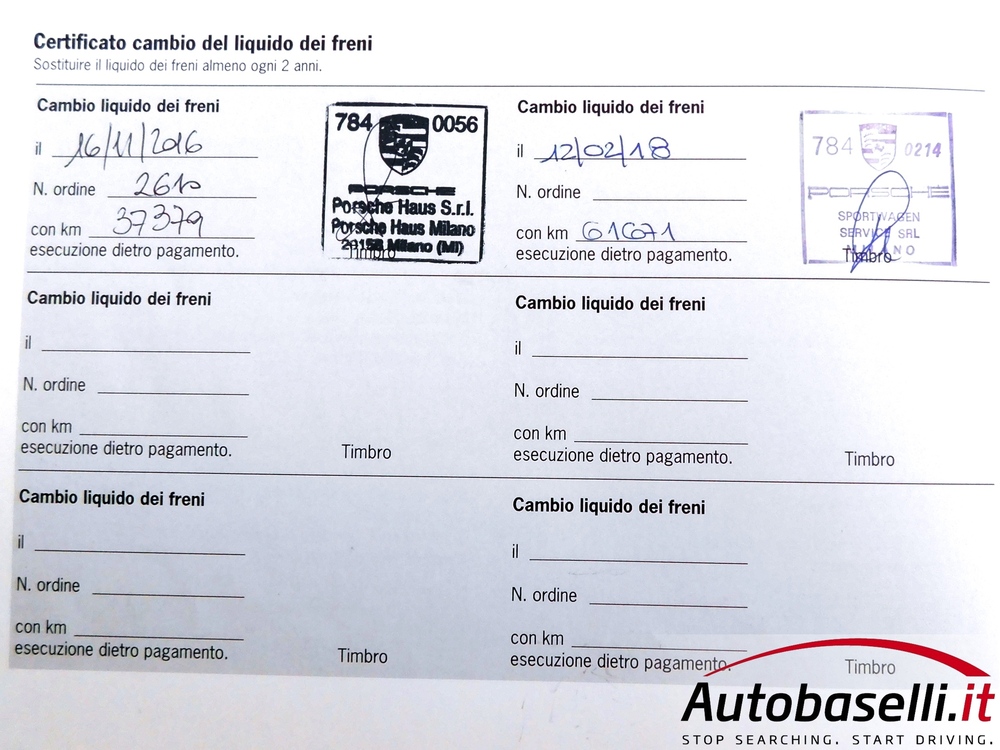 Certificato cambio del liquido dei freni
Sostituire il liquido dei freni almeno ogni 2 anni.
Cambio liquido dei freni
il 16/11/2016
N. ordine 2610
con km 37379
esecuzione dietro pagamento.
784 0056
PORSCHE
Porsche Haus S.r.l.
Porsche Haus Milano
20158 Milano (MI)
Timbro
Cambio liquido dei freni
il 12/02/18
N. ordine
con km 61671
esecuzione dietro pagamento.
784 0214
PORSCHE
SPORTWAGEN
SERVICE SRL
MILANO
Timbro
Cambio liquido dei freni
il
N. ordine
con km
esecuzione dietro pagamento.
Timbro
Cambio liquido dei freni
il
N. ordine
con km
esecuzione dietro pagamento.
Timbro
Cambio liquido dei freni
il
N. ordine
con km
esecuzione dietro pagamento.
Timbro
Cambio liquido dei freni
il
N. ordine
con km
esecuzione dietro pagamento.
Timbro
Autobaselli.it
STOP SEARCHING. START DRIVING.